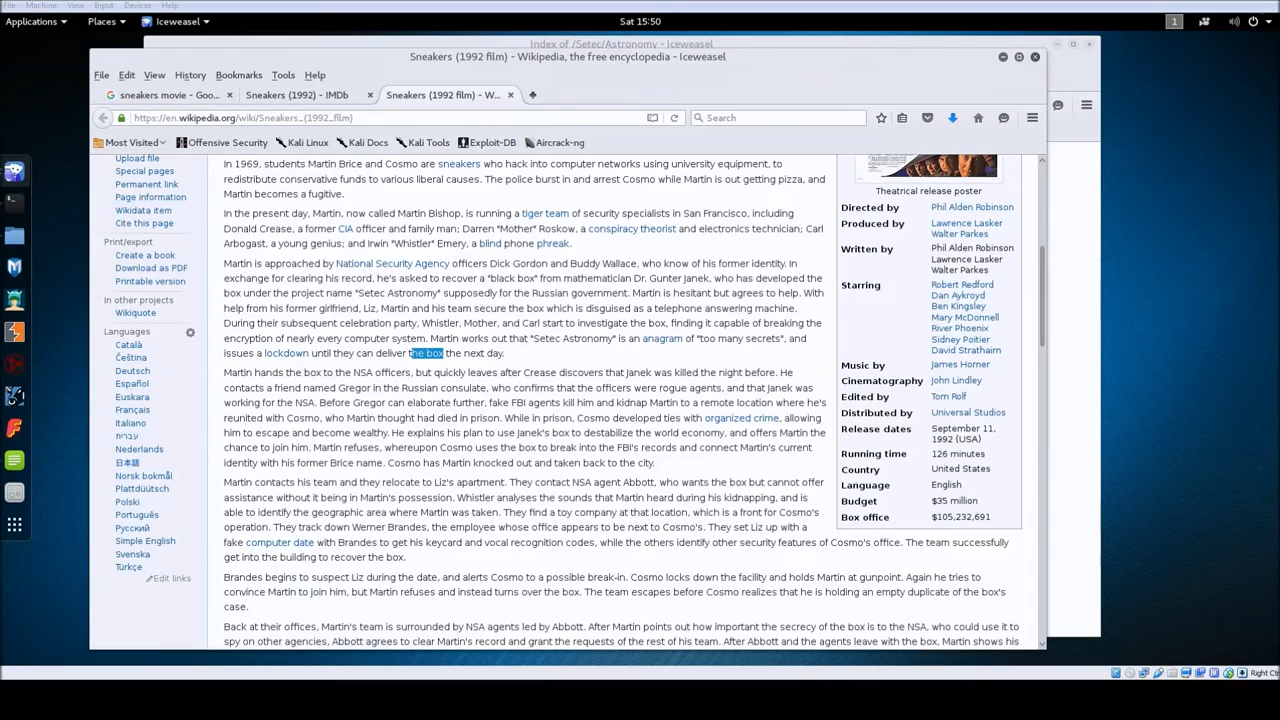 File Machine View Input Devices Help
Applications Places Iceweasel Sat 15:50 1
Index of /Setec/Astronomy - Iceweasel
Sneakers (1992 film) - Wikipedia, the free encyclopedia - Iceweasel
File Edit View History Bookmarks Tools Help
sneakers movie - Goo... Sneakers (1992) - IMDb Sneakers (1992 film) - W...
https://en.wikipedia.org/wiki/Sneakers_(1992_film) Search
Most Visited Offensive Security Kali Linux Kali Docs Kali Tools Exploit-DB Aircrack-ng
Upload file
Special pages
Permanent link
Page information
Wikidata item
Cite this page
Print/export
Create a book
Download as PDF
Printable version
In other projects
Wikiquote
Languages
Català
Čeština
Deutsch
Español
Euskara
Français
Italiano
עברית
Nederlands
日本語
Norsk bokmål
Plattdüütsch
Polski
Português
Русский
Simple English
Svenska
Türkçe
Edit links
In 1969, students Martin Brice and Cosmo are sneakers who hack into computer networks using university equipment, to
redistribute conservative funds to various liberal causes. The police burst in and arrest Cosmo while Martin is out getting pizza, and
Martin becomes a fugitive.
In the present day, Martin, now called Martin Bishop, is running a tiger team of security specialists in San Francisco, including
Donald Crease, a former CIA officer and family man; Darren "Mother" Roskow, a conspiracy theorist and electronics technician; Carl
Arbogast, a young genius; and Irwin "Whistler" Emery, a blind phone phreak.
Martin is approached by National Security Agency officers Dick Gordon and Buddy Wallace, who know of his former identity. In
exchange for clearing his record, he's asked to recover a "black box" from mathematician Dr. Gunter Janek, who has developed the
box under the project name "Setec Astronomy" supposedly for the Russian government. Martin is hesitant but agrees to help. With
help from his former girlfriend, Liz, Martin and his team secure the box which is disguised as a telephone answering machine.
During their subsequent celebration party, Whistler, Mother, and Carl start to investigate the box, finding it capable of breaking the
encryption of nearly every computer system. Martin works out that "Setec Astronomy" is an anagram of "too many secrets", and
issues a lockdown until they can deliver the box the next day.
Martin hands the box to the NSA officers, but quickly leaves after Crease discovers that Janek was killed the night before. He
contacts a friend named Gregor in the Russian consulate, who confirms that the officers were rogue agents, and that Janek was
working for the NSA. Before Gregor can elaborate further, fake FBI agents kill him and kidnap Martin to a remote location where he's
reunited with Cosmo, who Martin thought had died in prison. While in prison, Cosmo developed ties with organized crime, allowing
him to escape and become wealthy. He explains his plan to use Janek's box to destabilize the world economy, and offers Martin the
chance to join him. Martin refuses, whereupon Cosmo uses the box to break into the FBI's records and connect Martin's current
identity with his former Brice name. Cosmo has Martin knocked out and taken back to the city.
Martin contacts his team and they relocate to Liz's apartment. They contact NSA agent Abbott, who wants the box but cannot offer
assistance without it being in Martin's possession. Whistler analyses the sounds that Martin heard during his kidnapping, and is
able to identify the geographic area where Martin was taken. They find a toy company at that location, which is a front for Cosmo's
operation. They track down Werner Brandes, the employee whose office appears to be next to Cosmo's. They set Liz up with a
fake computer date with Brandes to get his keycard and vocal recognition codes, while the others identify other security features of Cosmo's office. The team successfully
get into the building to recover the box.
Brandes begins to suspect Liz during the date, and alerts Cosmo to a possible break-in. Cosmo locks down the facility and holds Martin at gunpoint. Again he tries to
convince Martin to join him, but Martin refuses and instead turns over the box. The team escapes before Cosmo realizes that he is holding an empty duplicate of the box's
case.
Back at their offices, Martin's team is surrounded by NSA agents led by Abbott. After Martin points out how important the secrecy of the box is to the NSA, who could use it to
spy on other agencies, Abbott agrees to clear Martin's record and grant the requests of the rest of his team. After Abbott and the agents leave with the box, Martin shows his
Theatrical release poster
Directed by Phil Alden Robinson
Produced by Lawrence Lasker
Walter Parkes
Written by Phil Alden Robinson
Lawrence Lasker
Walter Parkes
Starring Robert Redford
Dan Aykroyd
Ben Kingsley
Mary McDonnell
River Phoenix
Sidney Poitier
David Strathairn
Music by James Horner
Cinematography John Lindley
Edited by Tom Rolf
Distributed by Universal Studios
Release dates September 11,
1992 (USA)
Running time 126 minutes
Country United States
Language English
Budget $35 million
Box office $105,232,691
Right Ctrl